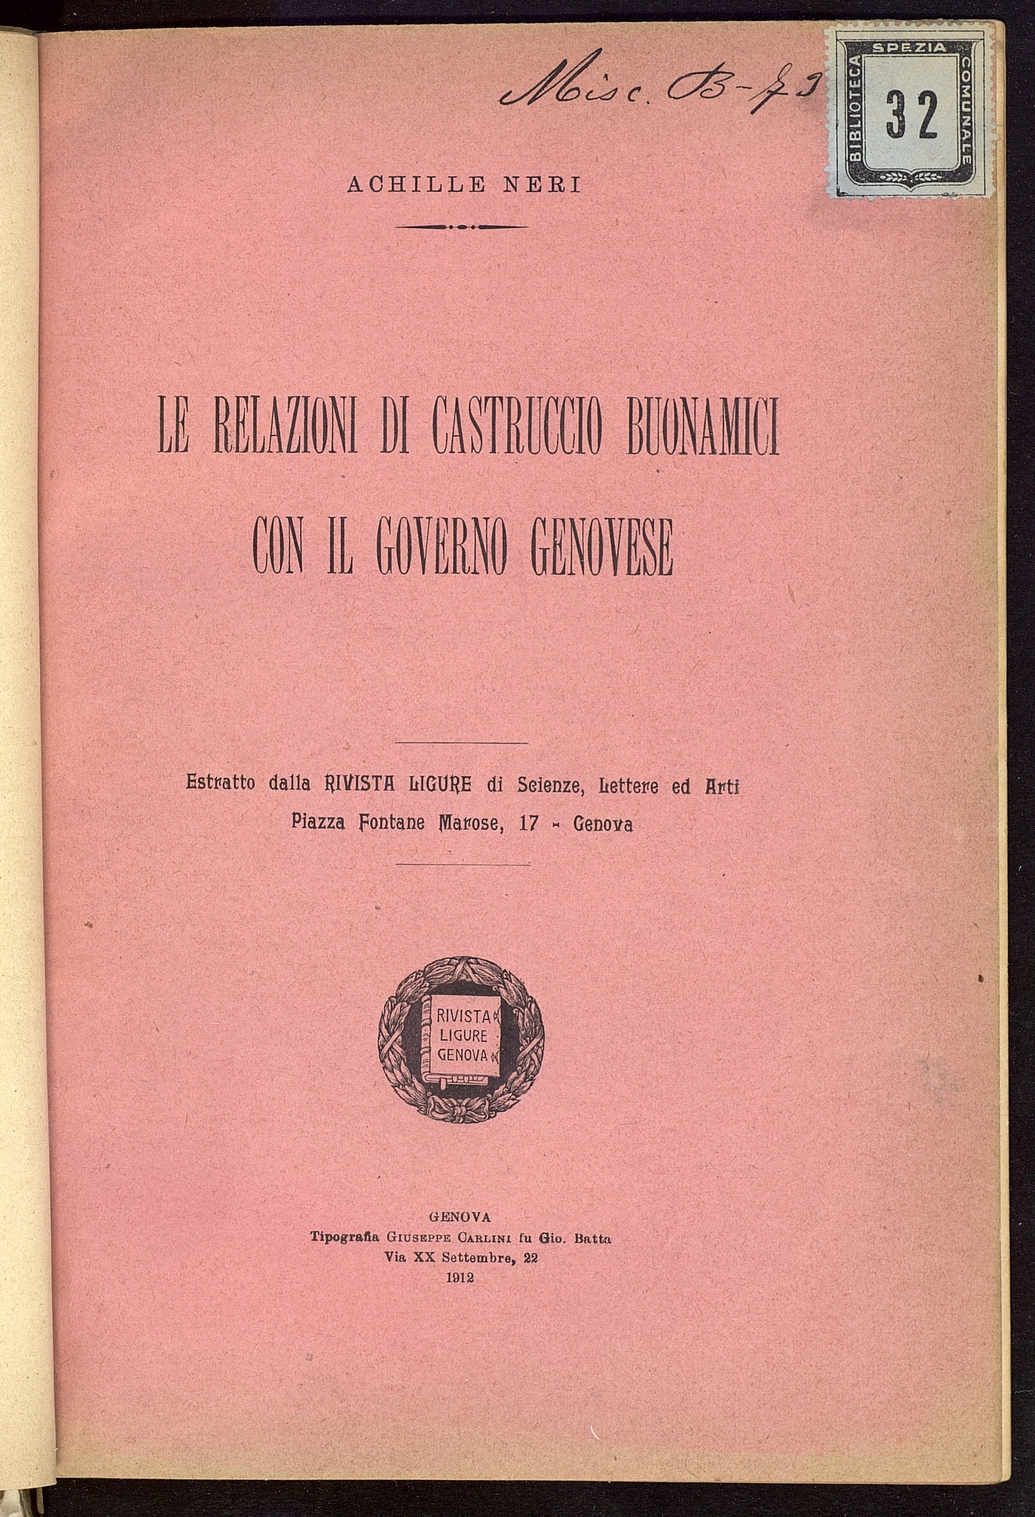 Misc. B-
SPEZIA
BIBLIOTECA
COMUNALE
32
ACHILLE NERI
LE RELAZIONI DI CASTRUCCIO BUONAMICI
CON IL GOVERNO GENOVESE
Estratto dalla RIVISTA LIGURE di Scienze, Lettere ed Arti
Piazza Fontane Marose, 17 - Genova
RIVISTA
LIGURE
GENOVA
GENOVA
Tipografia GIUSEPPE CARLINI fu Gio. Batta
Via XX Settembre, 22
1912